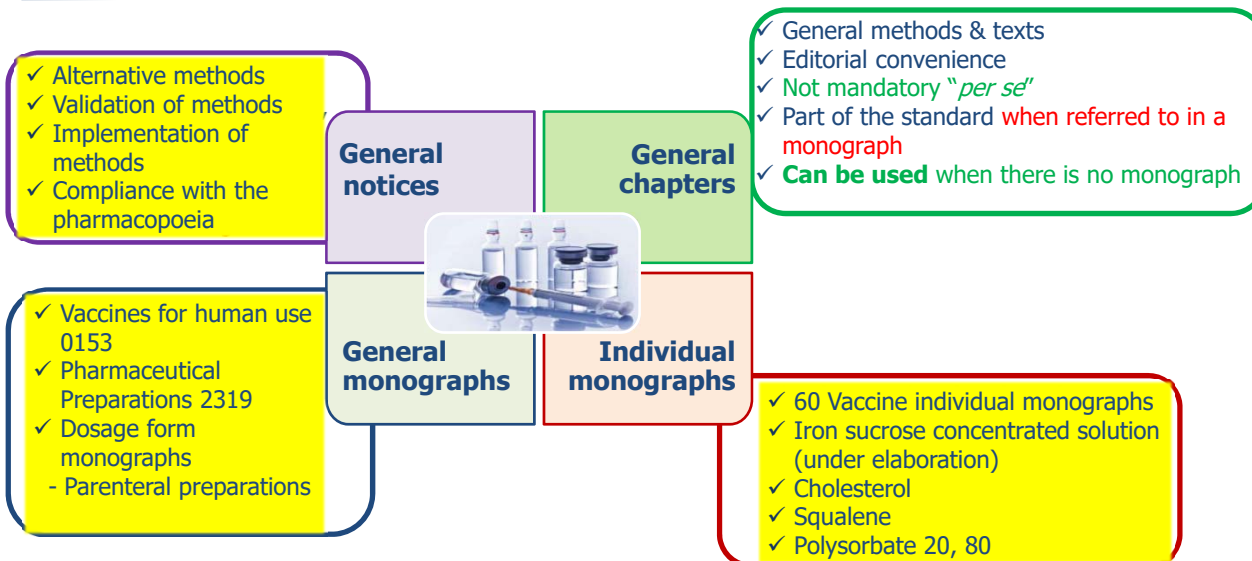 ✓ Alternative methods
✓ Validation of methods
✓ Implementation of
methods
✓ Compliance with the
pharmacopoeia
General
notices
General
chapters
✓ General methods & texts
✓ Editorial convenience
✓ Not mandatory “per se”
✓ Part of the standard when referred to in a
monograph
✓ Can be used when there is no monograph
✓ Vaccines for human use
0153
✓ Pharmaceutical
Preparations 2319
✓ Dosage form
monographs
- Parenteral preparations
General
monographs
Individual
monographs
✓ 60 Vaccine individual monographs
✓ Iron sucrose concentrated solution
(under elaboration)
✓ Cholesterol
✓ Squalene
✓ Polysorbate 20, 80